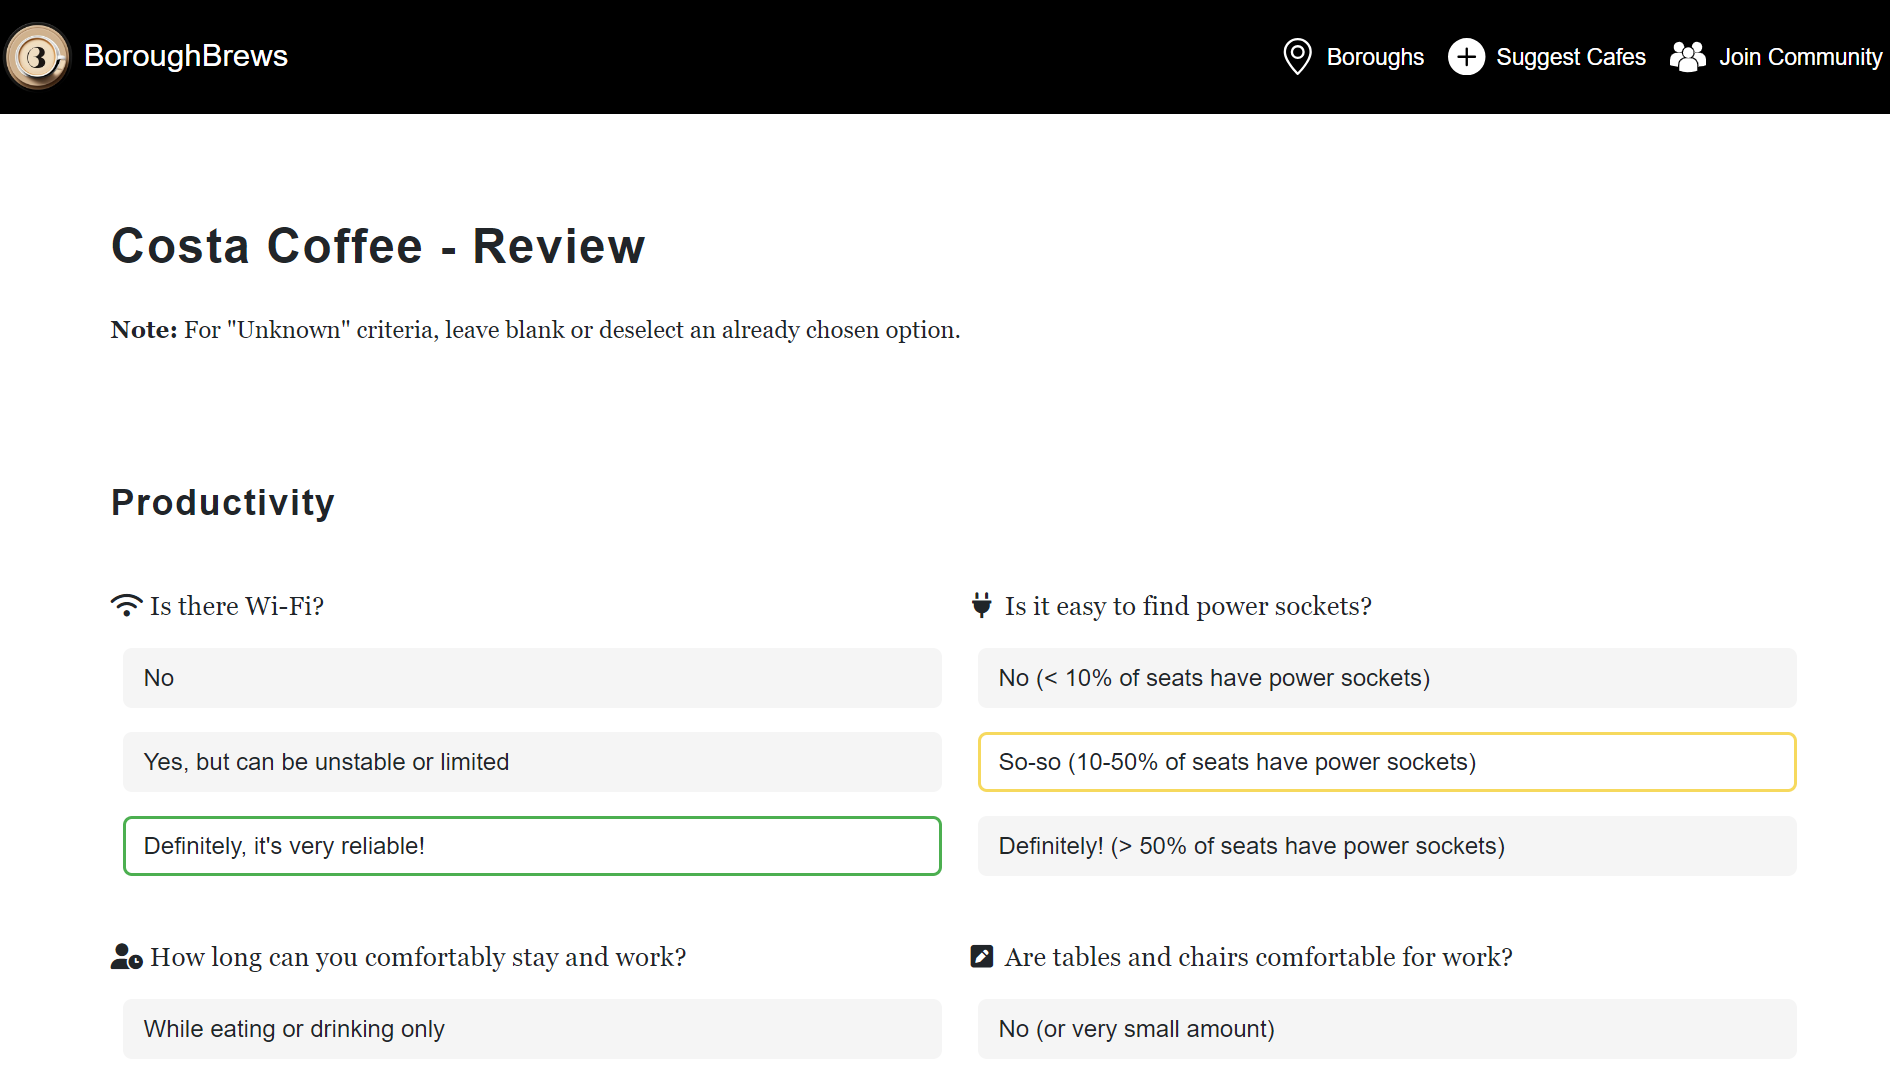 BoroughBrews
Boroughs
Suggest Cafes
Join Community
Costa Coffee - Review
Note: For "Unknown" criteria, leave blank or deselect an already chosen option.
Productivity
Is there Wi-Fi?
No
Yes, but can be unstable or limited
Definitely, it's very reliable!
Is it easy to find power sockets?
No (< 10% of seats have power sockets)
So-so (10-50% of seats have power sockets)
Definitely! (> 50% of seats have power sockets)
How long can you comfortably stay and work?
While eating or drinking only
Are tables and chairs comfortable for work?
No (or very small amount)